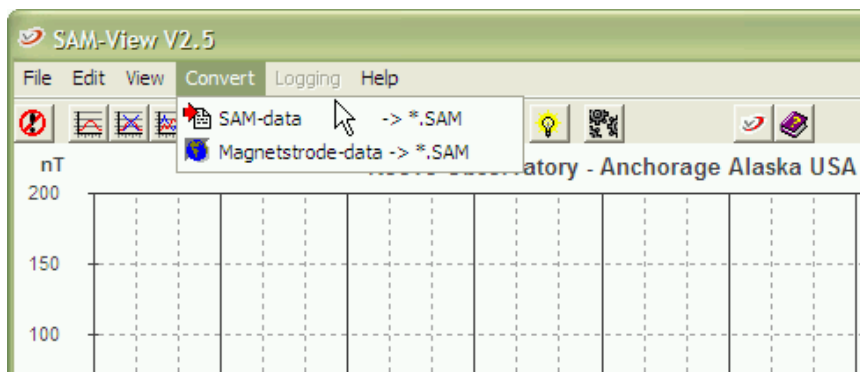 SAM-View V2.5
File Edit View Convert Logging Help
SAM-data -> *.SAM
Magnetstrode-data -> *.SAM
nT
Observatory - Anchorage Alaska USA
200
150
100